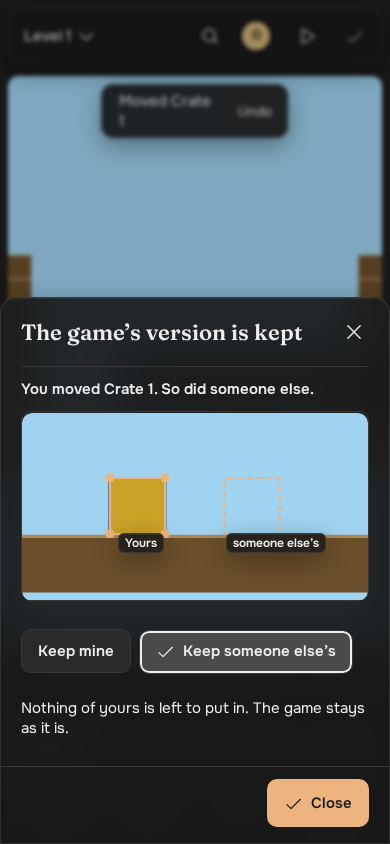 Level 1
Moved Crate
1
Undo
The game’s version is kept
You moved Crate 1. So did someone else.
Yours
someone else’s
Keep mine
Keep someone else’s
Nothing of yours is left to put in. The game stays
as it is.
Close